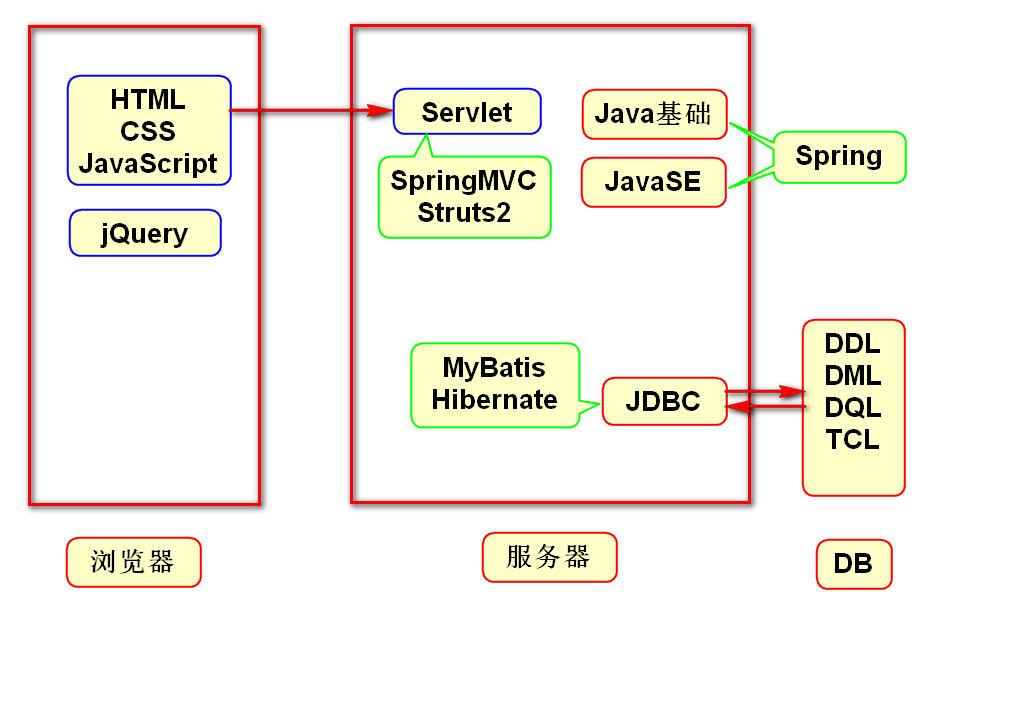 HTML
CSS
JavaScript
jQuery
Servlet
SpringMVC
Struts2
Java基础
JavaSE
Spring
MyBatis
Hibernate
JDBC
DDL
DML
DQL
TCL
浏览器
服务器
DB